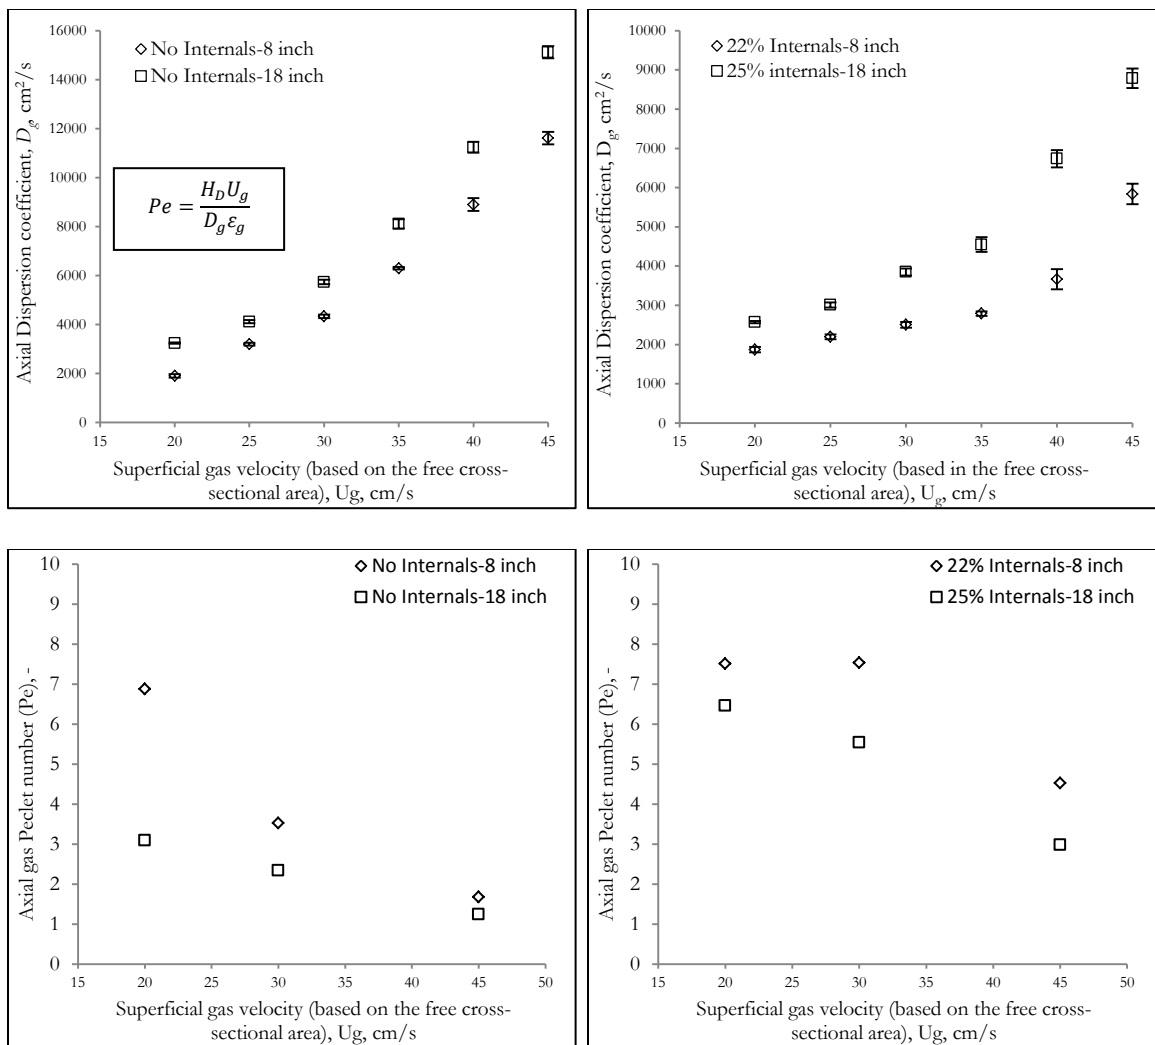 16000
14000
12000
10000
8000
6000
4000
2000
0
Axial Dispersion coefficient, D_g, cm²/s
No Internals-8 inch
No Internals-18 inch
Pe = H_D U_g / D_g ε_g
15 20 25 30 35 40 45
Superficial gas velocity (based on the free cross-
sectional area), Ug, cm/s
10000
9000
8000
7000
6000
5000
4000
3000
2000
1000
0
Axial Dispersion coefficient, D_g, cm²/s
22% Internals-8 inch
25% internals-18 inch
15 20 25 30 35 40 45
Superficial gas velocity (based in the free cross-
sectional area), U_g, cm/s
10
9
8
7
6
5
4
3
2
1
0
Axial gas Peclet number (Pe), -
No Internals-8 inch
No Internals-18 inch
15 20 25 30 35 40 45 50
Superficial gas velocity (based on the free cross-
sectional area), Ug, cm/s
10
9
8
7
6
5
4
3
2
1
0
Axial gas Peclet number (Pe), -
22% Internals-8 inch
25% Internals-18 inch
15 20 25 30 35 40 45 50
Superficial gas velocity (based on the free cross-
sectional area), Ug, cm/s